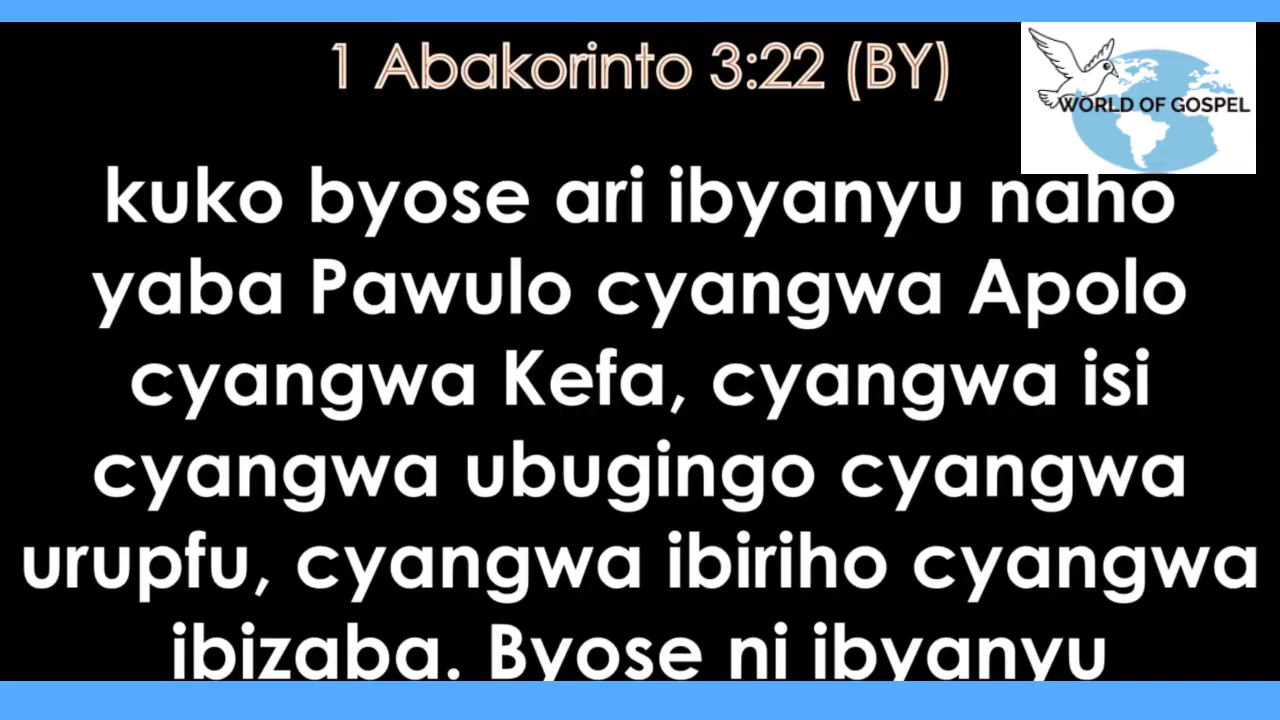 1 Abakorinto 3:22 (BY)
WORLD OF GOSPEL
kuko byose ari ibyanyu naho
yaba Pawulo cyangwa Apolo
cyangwa Kefa, cyangwa isi
cyangwa ubugingo cyangwa
urupfu, cyangwa ibiriho cyangwa
ibizaba. Byose ni ibyanyu